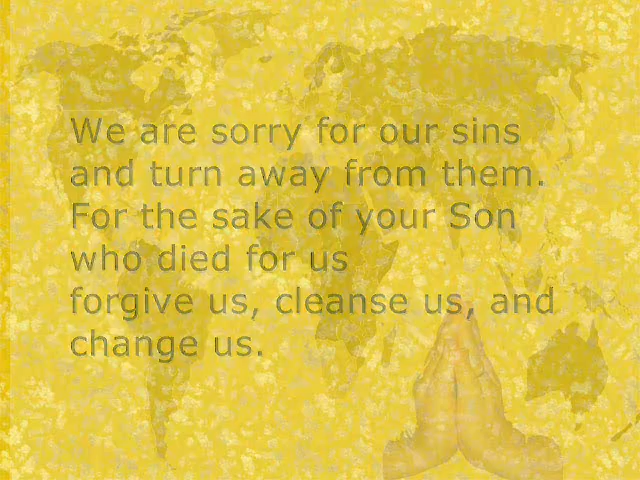 We are sorry for our sins
and turn away from them.
For the sake of your Son
who died for us
forgive us, cleanse us, and
change us.